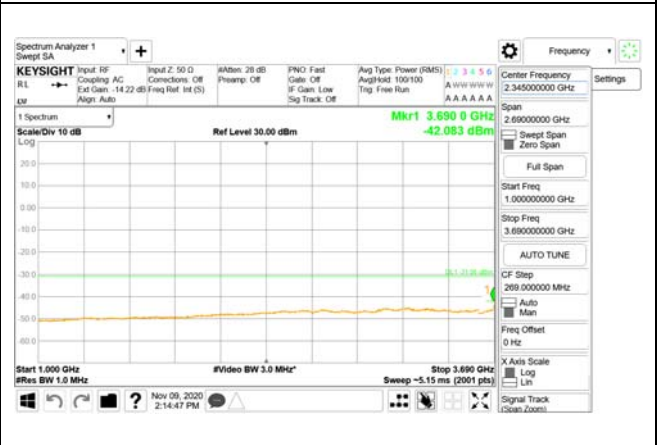 Spectrum Analyzer 1
Swept SA
+
Frequency
KEYSIGHT
RL
Input: RF
Coupling: AC
Ext Gain: -14.22 dB
Align: Auto
Input Z: 50 Ω
Corrections: Off
Freq Ref: Int (S)
#Atten: 28 dB
Preamp: Off
PNO: Fast
Gate: Off
IF Gain: Low
Sig Track: Off
Avg Type: Power (RMS)
Avg|Hold: 100/100
Trig: Free Run
1 2 3 4 5 6
A W W W W W
A A A A A A
1 Spectrum
Scale/Div 10 dB
Ref Level 30.00 dBm
Mkr1 3.690 0 GHz
-42.083 dBm
Log
20.0
10.0
0.00
-10.0
-20.0
-30.0
-40.0
-50.0
-60.0
1
Start 1.000 GHz
#Res BW 1.0 MHz
#Video BW 3.0 MHz*
Stop 3.690 GHz
Sweep ~5.15 ms (2001 pts)
Nov 09, 2020
2:14:47 PM
Center Frequency
2.345000000 GHz
Settings
Span
2.69000000 GHz
Swept Span
Zero Span
Full Span
Start Freq
1.000000000 GHz
Stop Freq
3.690000000 GHz
AUTO TUNE
CF Step
269.000000 MHz
Auto
Man
Freq Offset
0 Hz
X Axis Scale
Log
Lin
Signal Track
(Span Zoom)